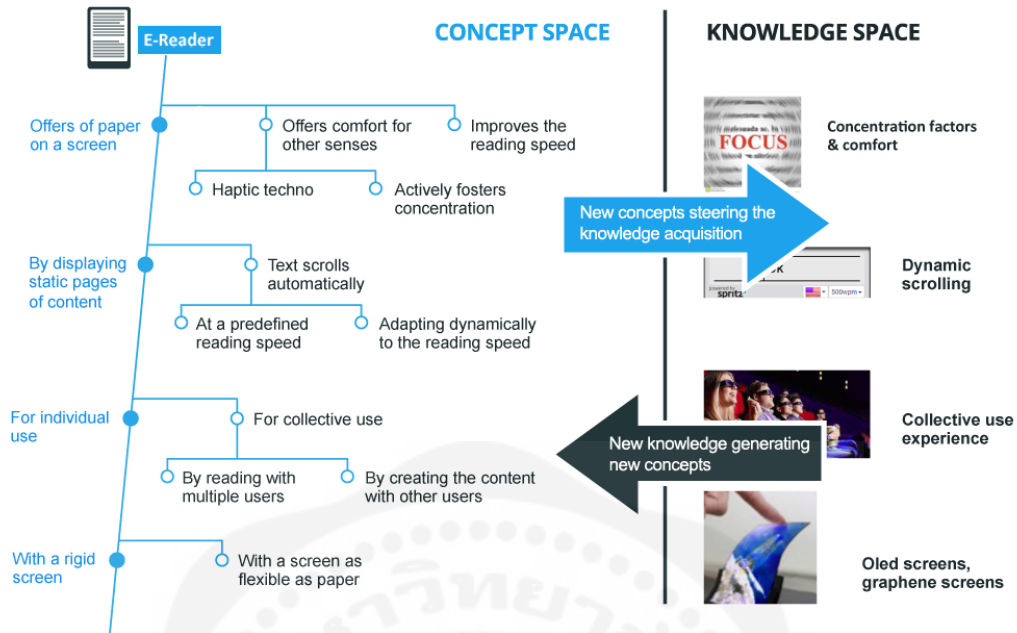 E-Reader
CONCEPT SPACE
KNOWLEDGE SPACE
Offers of paper
on a screen
Offers comfort for
other senses
Improves the
reading speed
Haptic techno
Actively fosters
concentration
FOCUS
Concentration factors
& comfort
New concepts steering the
knowledge acquisition
By displaying
static pages
of content
Text scrolls
automatically
At a predefined
reading speed
Adapting dynamically
to the reading speed
powered by
spritz
500wpm
Dynamic
scrolling
For individual
use
For collective use
By reading with
multiple users
By creating the content
with other users
New knowledge generating
new concepts
Collective use
experience
With a rigid
screen
With a screen as
flexible as paper
Oled screens,
graphene screens